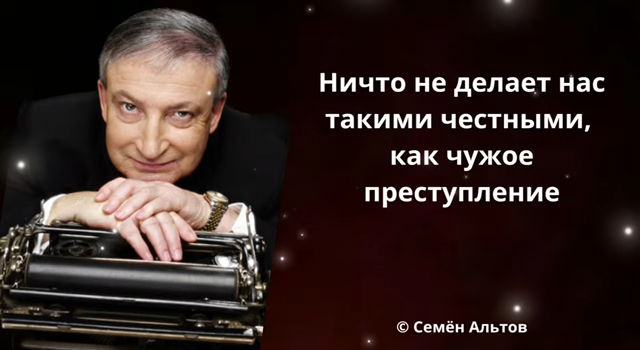 Ничто не делает нас
такими честными,
как чужое
преступление
© Семён Альтов